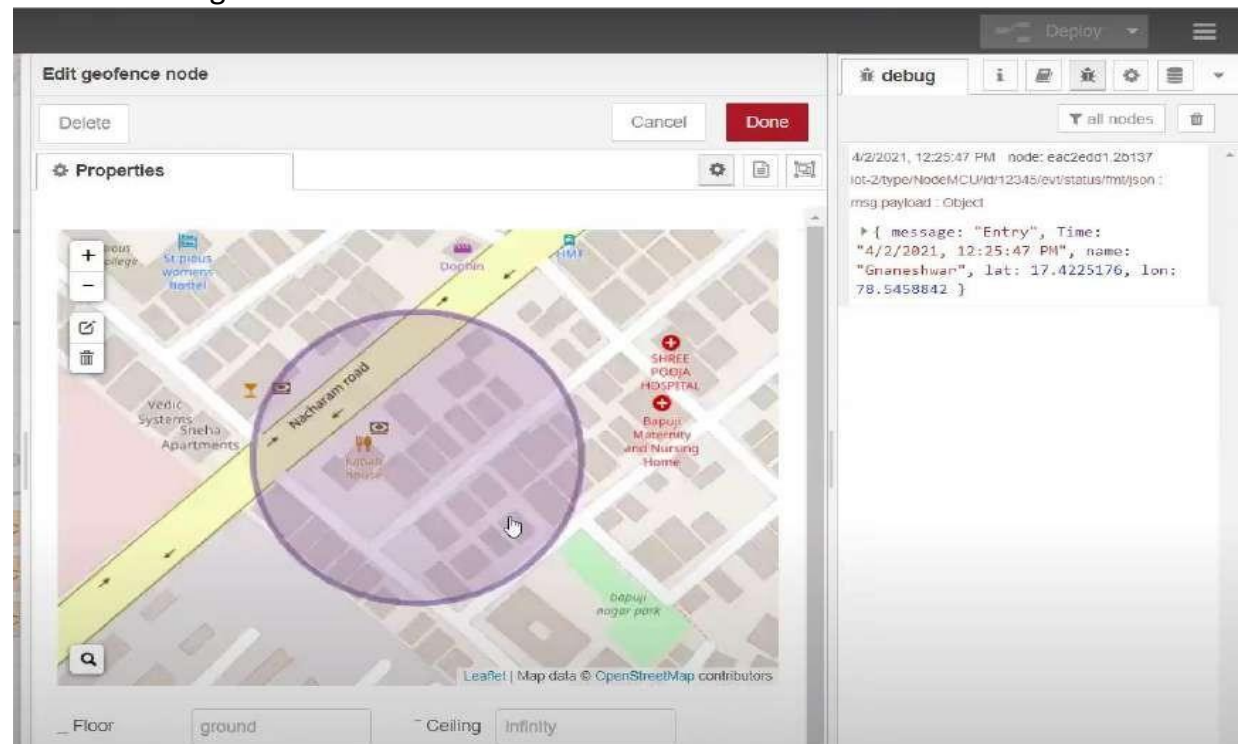 Deploy
Edit geofence node
debug
i
Delete
Cancel
Done
all nodes
Properties
4/2/2021, 12:25:47 PM node: eac2edd1.2b137
iot-2/type/NodeMCU/id/12345/evt/status/fmt/json :
msg.payload : Object
{ message: "Entry", Time:
"4/2/2021, 12:25:47 PM", name:
"Gnaneshwar", lat: 17.4225176, lon:
78.5458842 }
+
−
St.pious
womens
hostel
Dolphin
HMT
SHREE
POOJA
HOSPITAL
Nacharam road
Vedic
Systems
Sneha
Apartments
Bapuji
Maternity
and Nursing
Home
Kabab
house
bapuji
nagar park
Leaflet | Map data © OpenStreetMap contributors
Floor
ground
Ceiling
Infinity